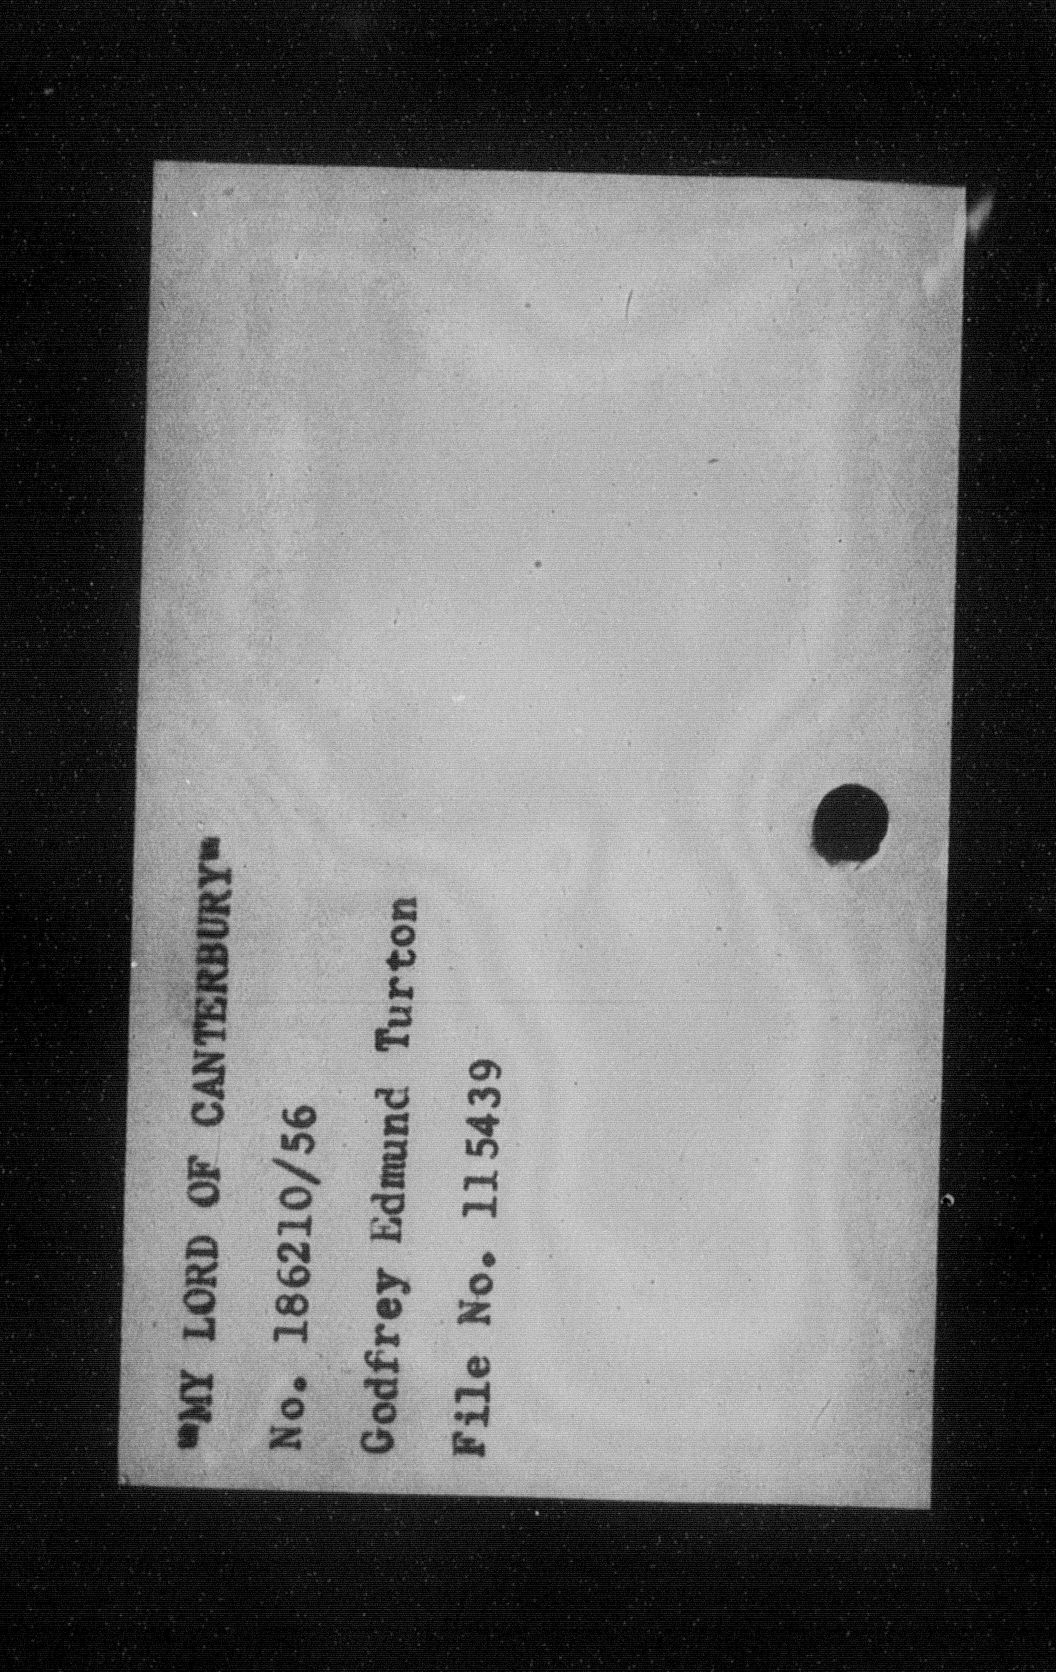 "MY LORD OF CANTERBURY"
No. 186210/56
Godfrey Edmund Turton
File No. 115439